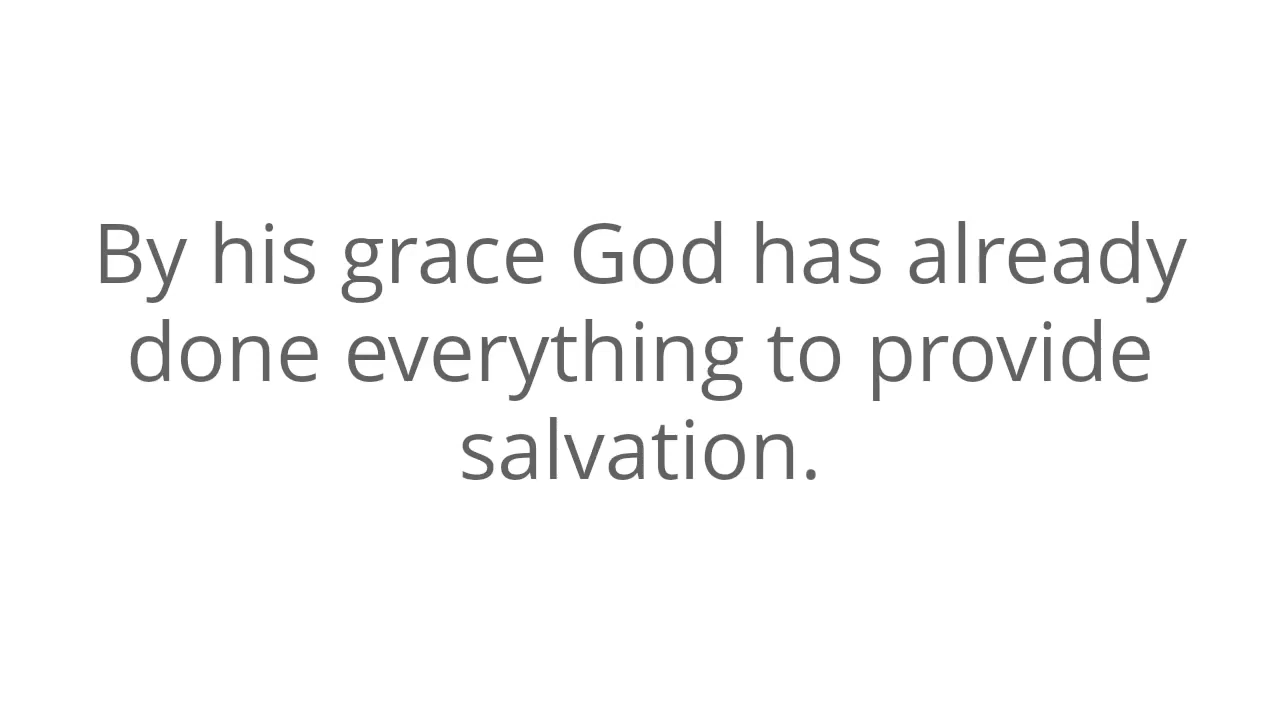 By his grace God has already
done everything to provide
salvation.